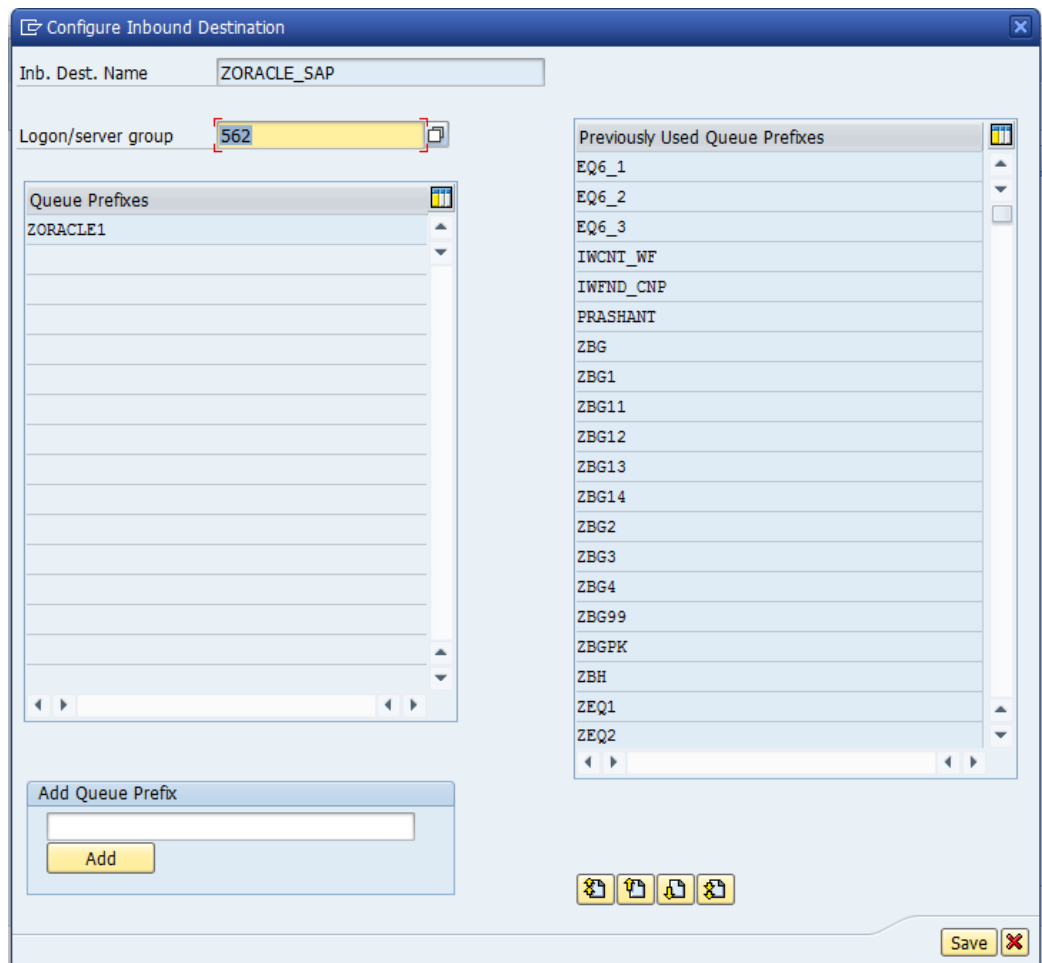 Configure Inbound Destination
Inb. Dest. Name ZORACLE_SAP
Logon/server group 562
Queue Prefixes
ZORACLE1
Previously Used Queue Prefixes
EQ6_1
EQ6_2
EQ6_3
IWCNT_WF
IWFND_CNP
PRASHANT
ZBG
ZBG1
ZBG11
ZBG12
ZBG13
ZBG14
ZBG2
ZBG3
ZBG4
ZBG99
ZBGPK
ZBH
ZEQ1
ZEQ2
Add Queue Prefix
Add
Save